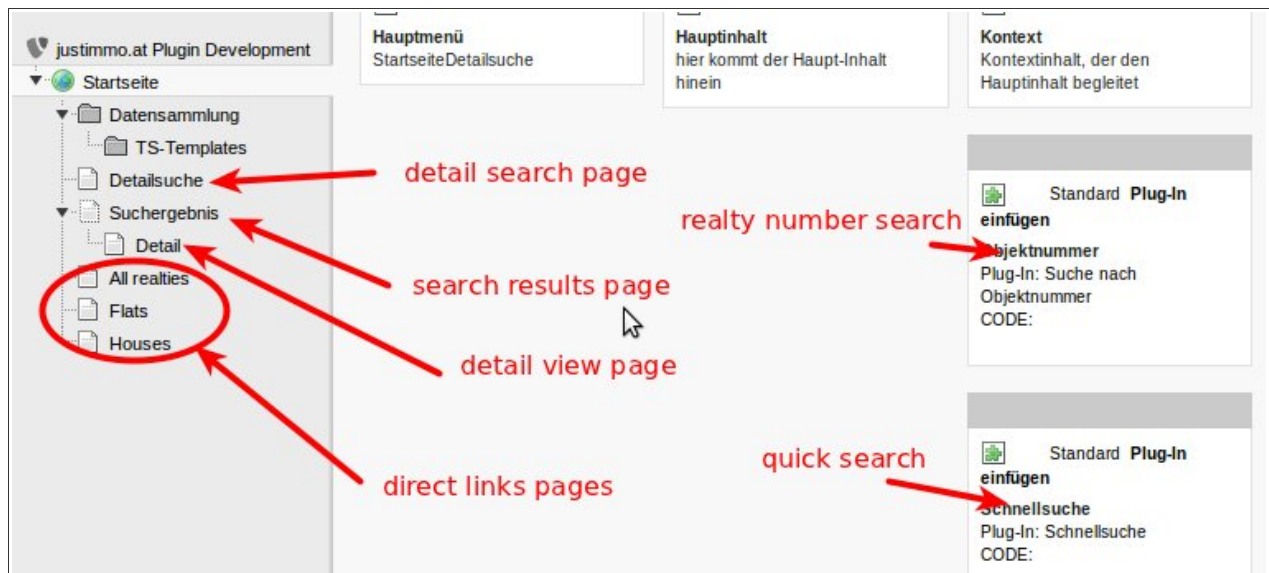 justimmo.at Plugin Development
Startseite
Datensammlung
TS-Templates
Detailsuche
Suchergebnis
Detail
All realties
Flats
Houses
Hauptmenü
StartseiteDetailsuche
Hauptinhalt
hier kommt der Haupt-Inhalt
hinein
Kontext
Kontextinhalt, der den
Hauptinhalt begleitet
detail search page
search results page
detail view page
direct links pages
realty number search
Standard Plug-In
einfügen
Objektnummer
Plug-In: Suche nach
Objektnummer
CODE:
quick search
Standard Plug-In
einfügen
Schnellsuche
Plug-In: Schnellsuche
CODE: